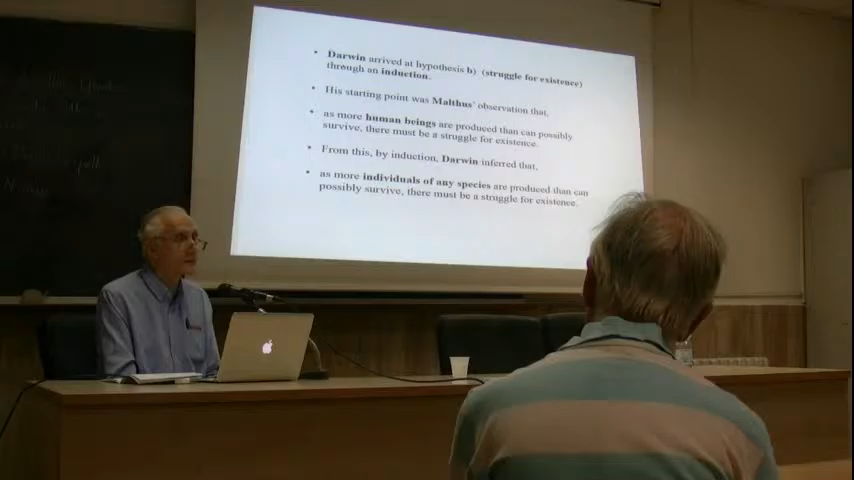 • Darwin arrived at hypothesis h) (struggle for existence)
through an induction.
• His starting point was Malthus' observation that,
as more human beings are produced than can possibly
survive, there must be a struggle for existence.
• From this, by induction, Darwin inferred that,
• as more individuals of any species are produced than can
possibly survive, there must be a struggle for existence.